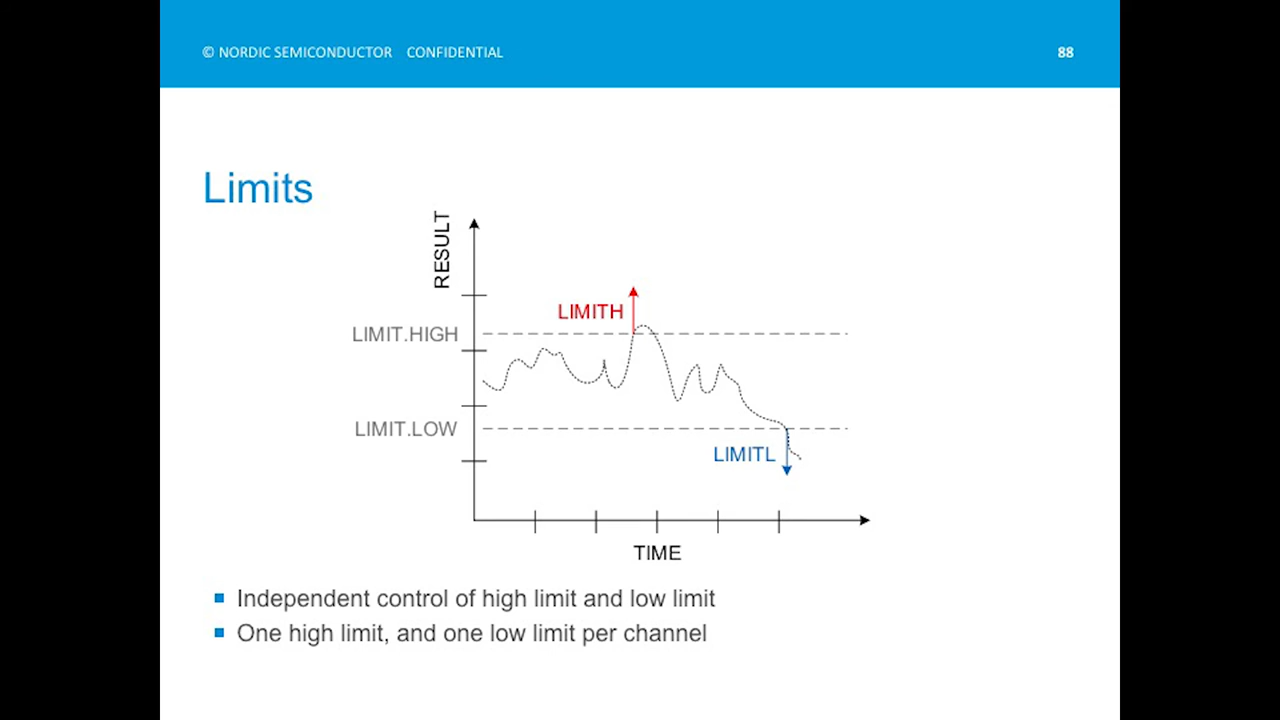 © NORDIC SEMICONDUCTOR CONFIDENTIAL
88
Limits
RESULT
LIMITH
LIMIT.HIGH
LIMIT.LOW
LIMITL
TIME
Independent control of high limit and low limit
One high limit, and one low limit per channel